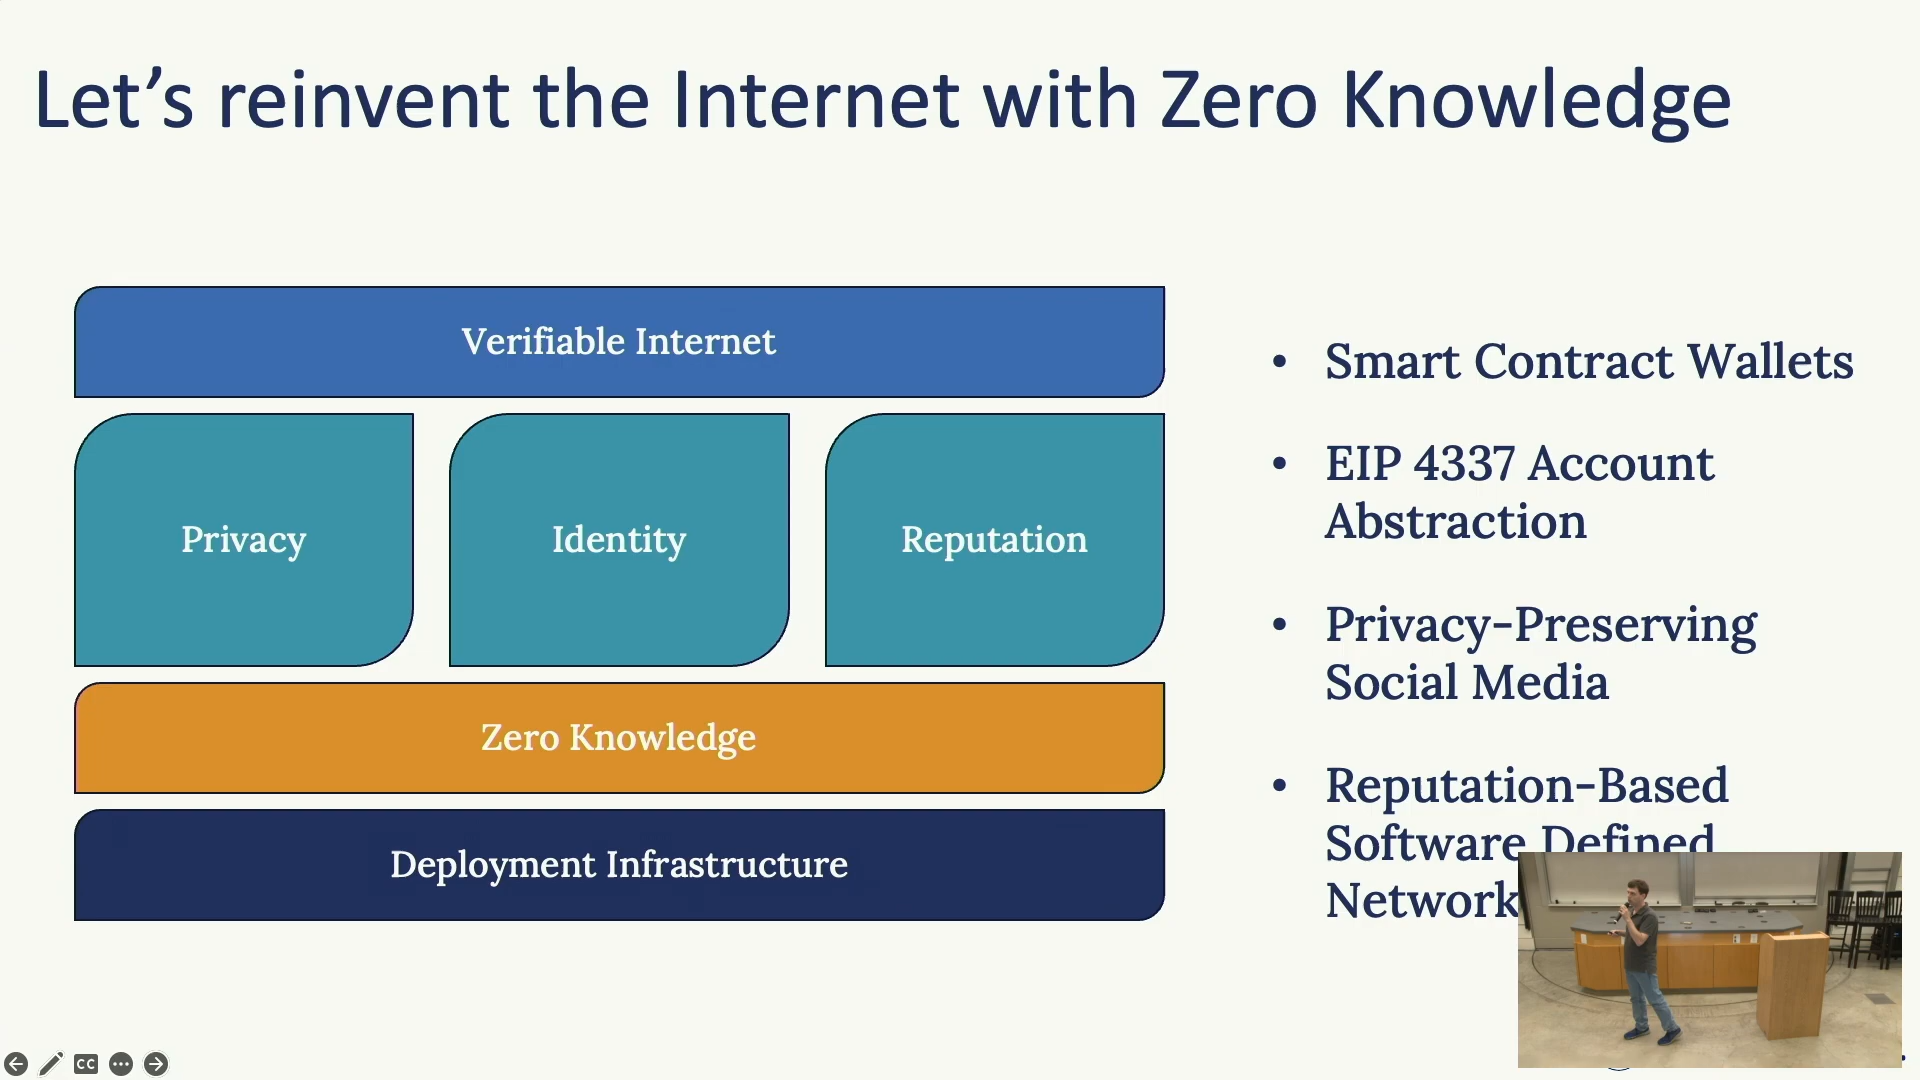 Let’s reinvent the Internet with Zero Knowledge
Verifiable Internet
Privacy
Identity
Reputation
Zero Knowledge
Deployment Infrastructure
• Smart Contract Wallets
• EIP 4337 Account
Abstraction
• Privacy-Preserving
Social Media
• Reputation-Based
Software Defined
Network
CC